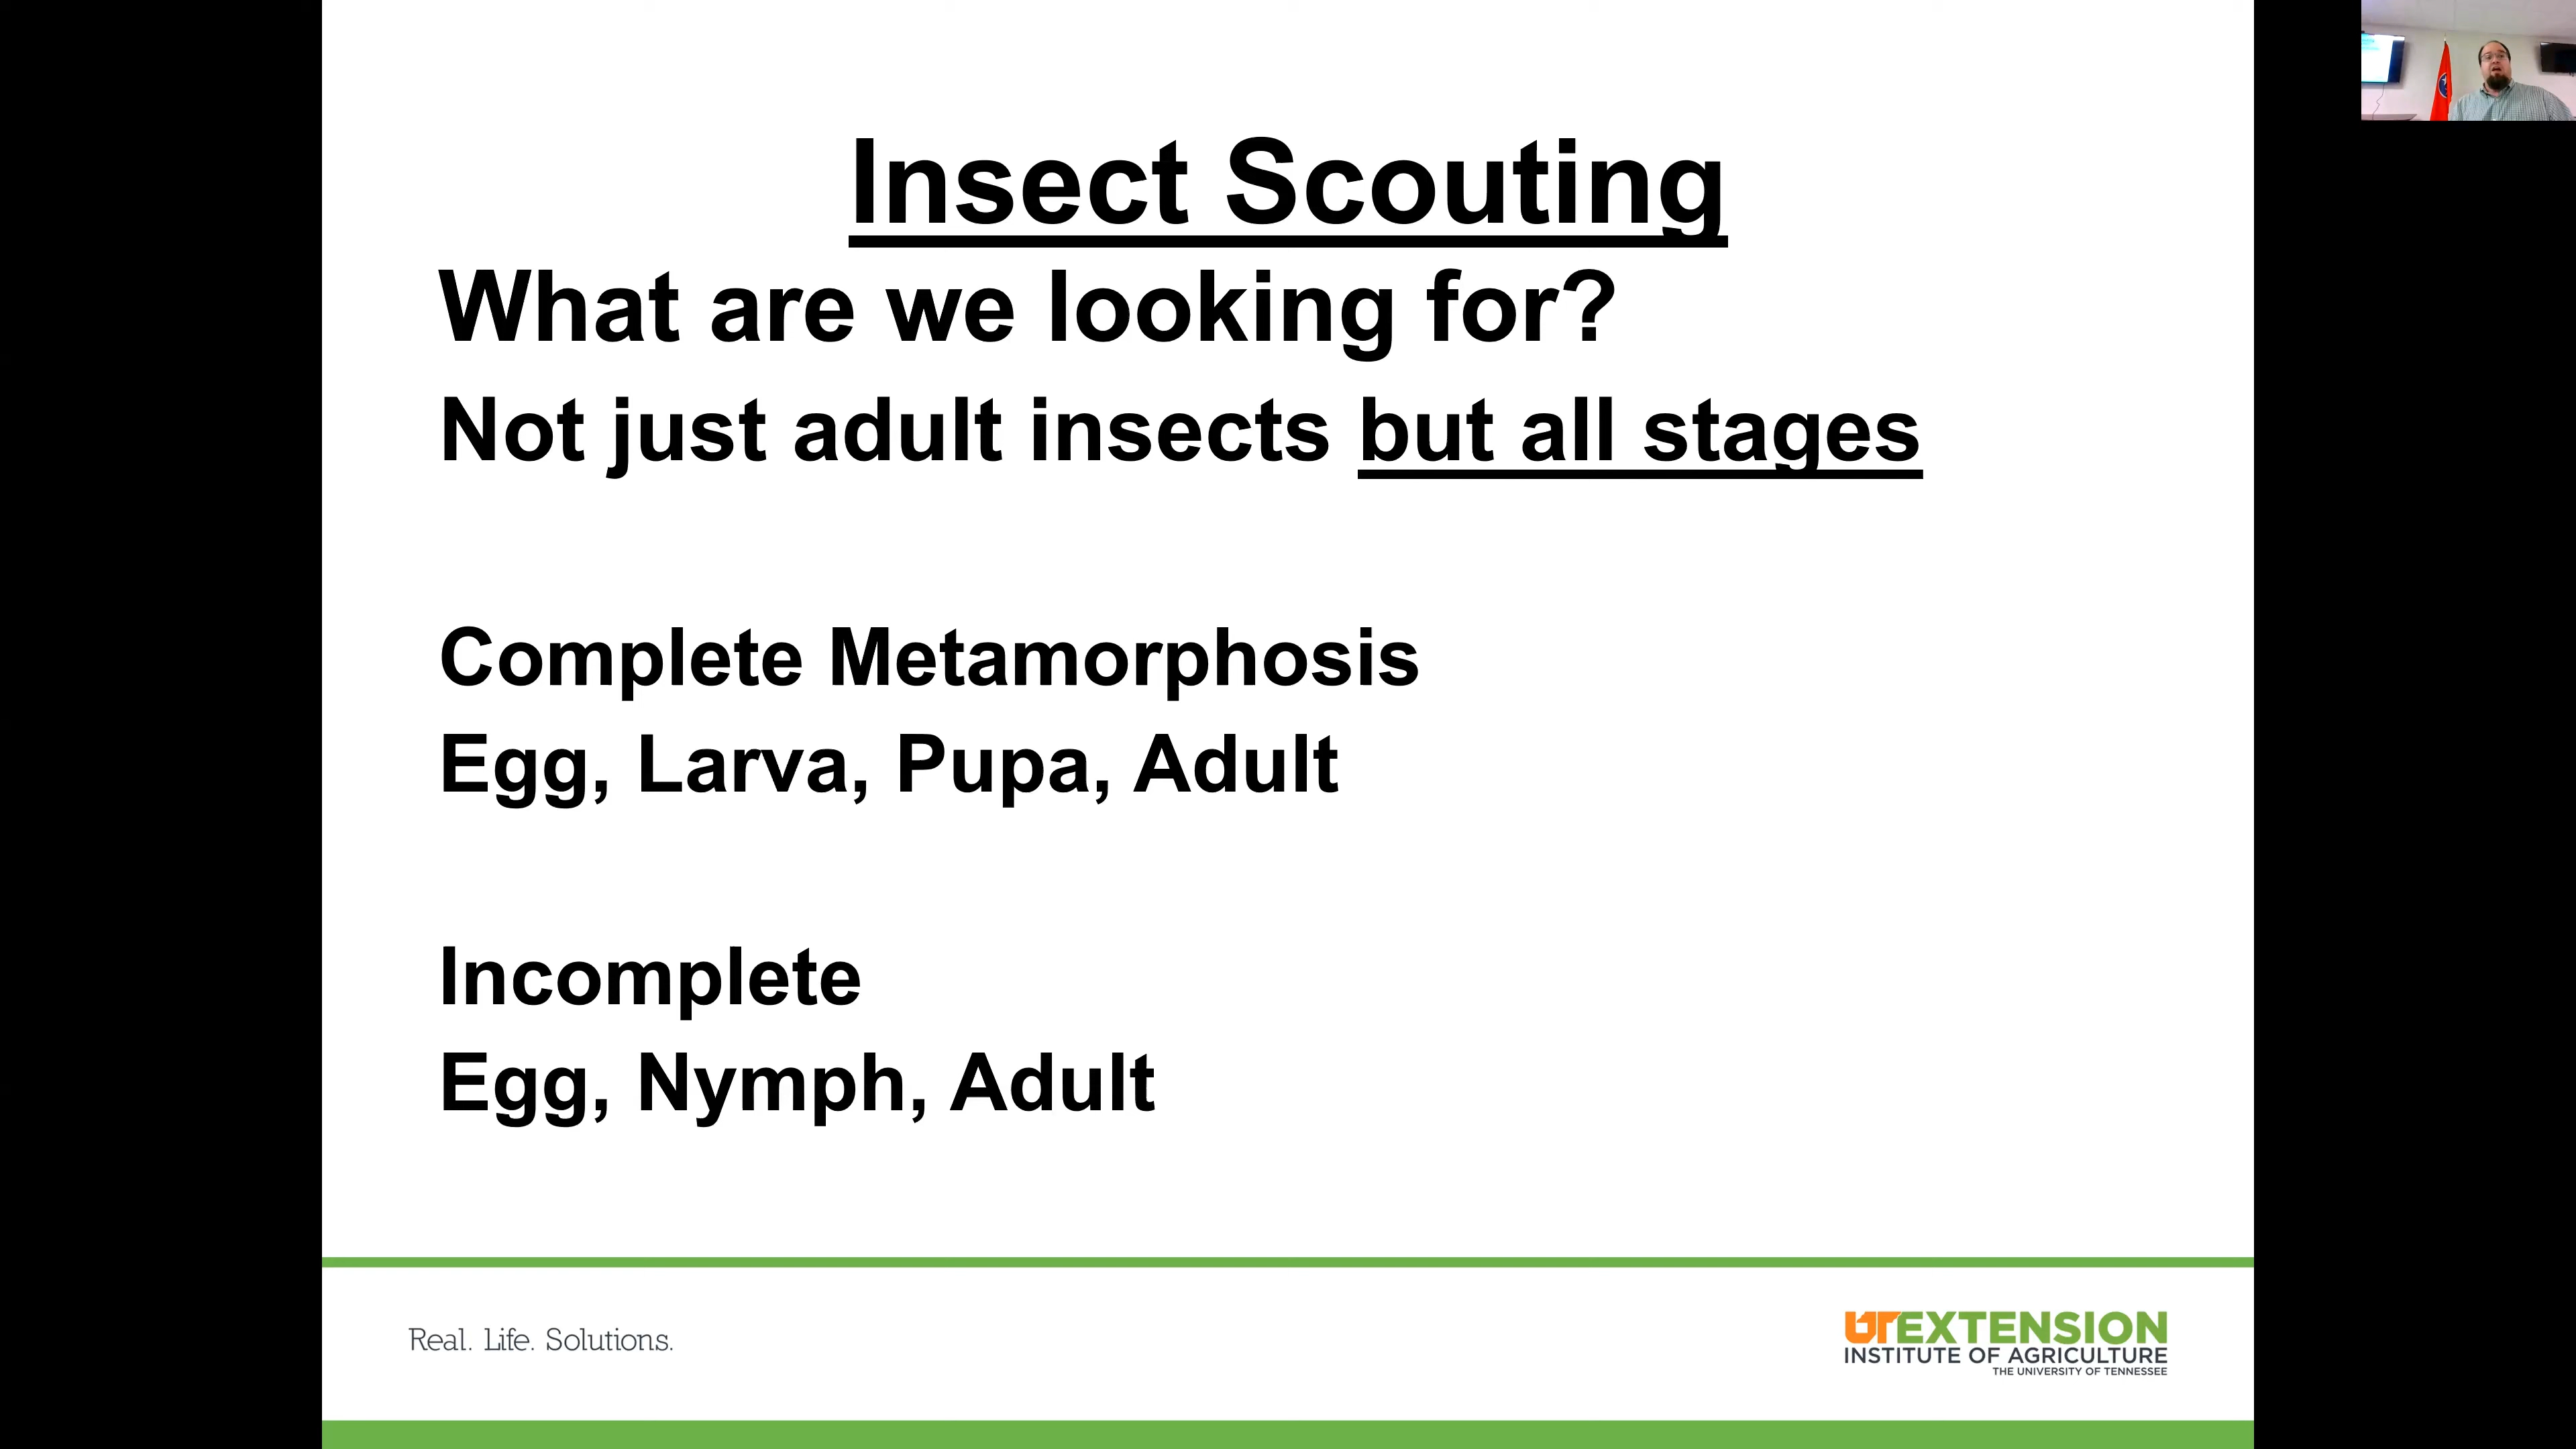 Insect Scouting
What are we looking for?
Not just adult insects but all stages
Complete Metamorphosis
Egg, Larva, Pupa, Adult
Incomplete
Egg, Nymph, Adult
Real. Life. Solutions.
UTEXTENSION
INSTITUTE OF AGRICULTURE
THE UNIVERSITY OF TENNESSEE